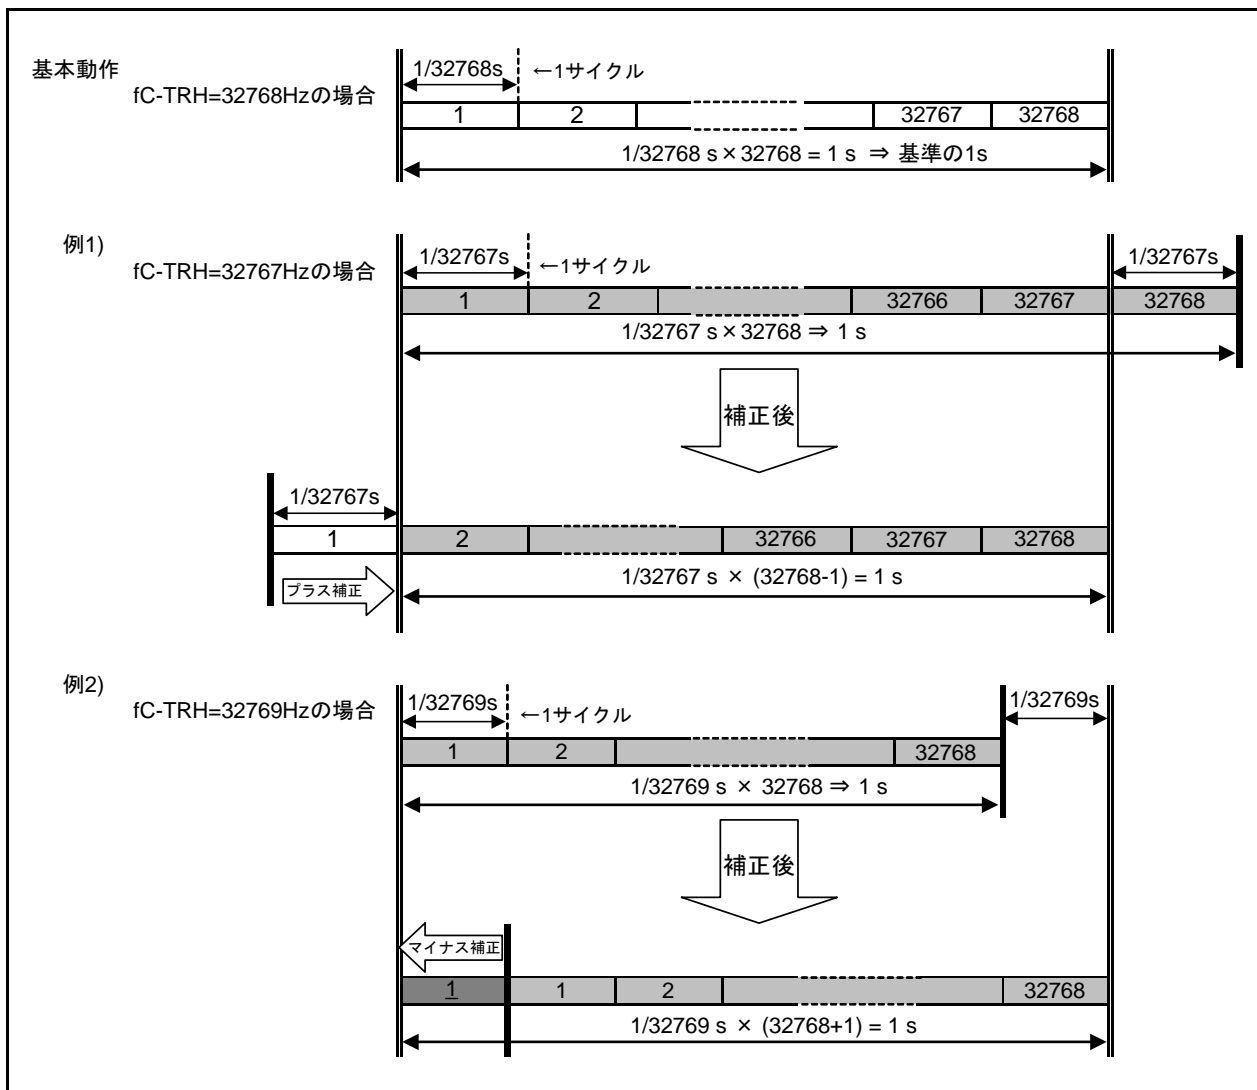 基本動作
1/32768s
←1サイクル
fC-TRH=32768Hzの場合
1 2 32767 32768
1/32768 s×32768 = 1 s ⇒ 基準の1s
例1)
1/32767s
←1サイクル
1/32767s
fC-TRH=32767Hzの場合
1 2 32766 32767 32768
1/32767 s×32768 ⇒ 1 s
補正後
1/32767s
1 2 32766 32767 32768
プラス補正
1/32767 s × (32768-1) = 1 s
例2)
1/32769s
←1サイクル
1/32769s
fC-TRH=32769Hzの場合
1 2 32768
1/32769 s × 32768 ⇒ 1 s
補正後
マイナス補正
1 1 2 32768
1/32769 s × (32768+1) = 1 s